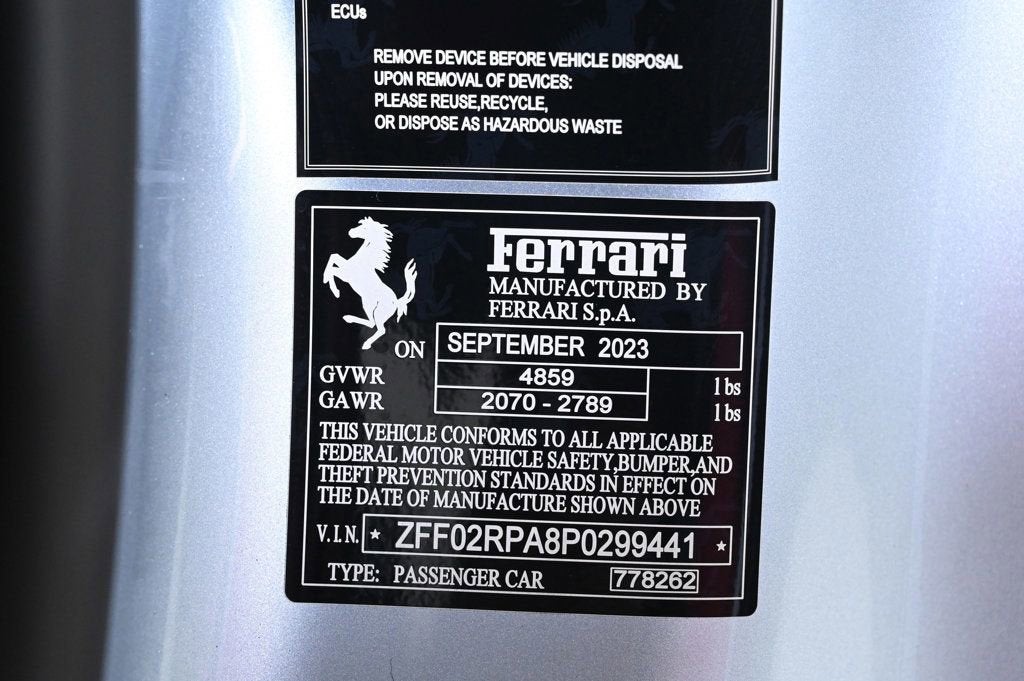 ECUs
REMOVE DEVICE BEFORE VEHICLE DISPOSAL
UPON REMOVAL OF DEVICES:
PLEASE REUSE,RECYCLE,
OR DISPOSE AS HAZARDOUS WASTE
Ferrari
MANUFACTURED BY
FERRARI S.p.A.
ON SEPTEMBER 2023
GVWR 4859 lbs
GAWR 2070 - 2789 lbs
THIS VEHICLE CONFORMS TO ALL APPLICABLE
FEDERAL MOTOR VEHICLE SAFETY,BUMPER,AND
THEFT PREVENTION STANDARDS IN EFFECT ON
THE DATE OF MANUFACTURE SHOWN ABOVE
V.I.N. * ZFF02RPA8P0299441 *
TYPE: PASSENGER CAR 778262